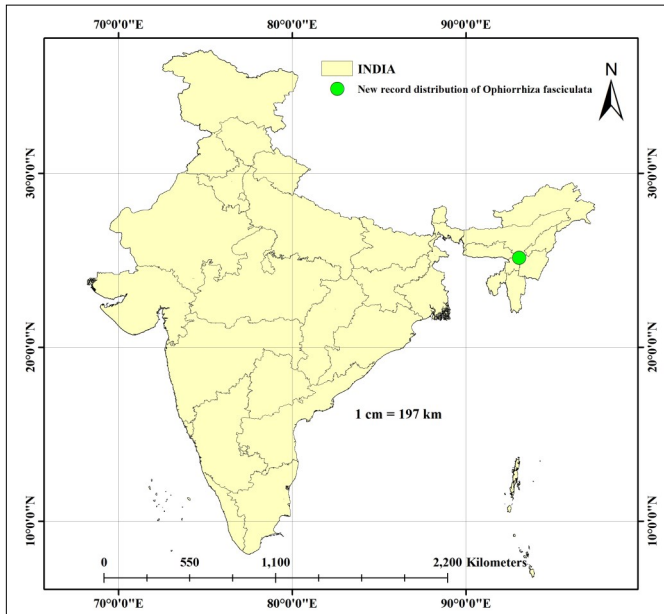 70°0'0"E 80°0'0"E 90°0'0"E
INDIA
N
New record distribution of Ophiorrhiza fasciculata
30°0'0"N 30°0'0"N
20°0'0"N 20°0'0"N
1 cm = 197 km
10°0'0"N 10°0'0"N
0 550 1,100 2,200 Kilometers
70°0'0"E 80°0'0"E 90°0'0"E